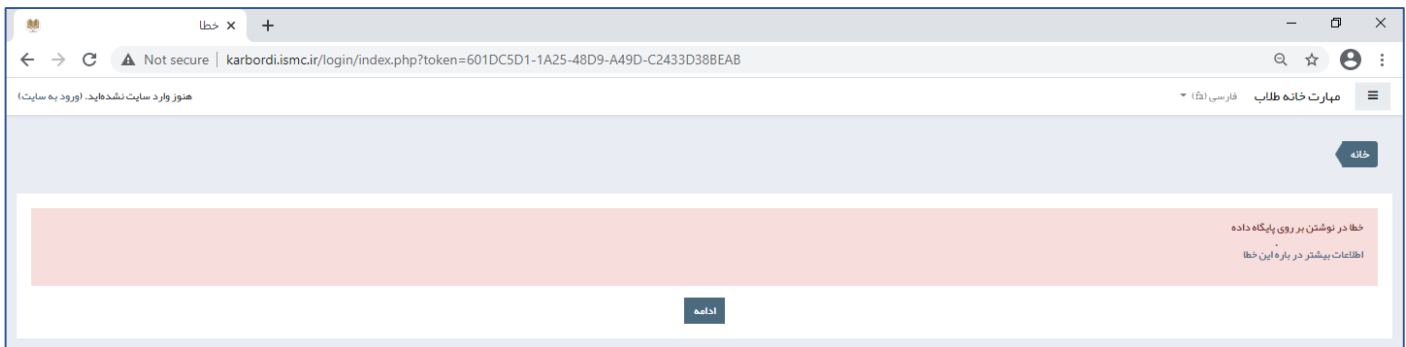 خطا
Not secure | karbordi.ismc.ir/login/index.php?token=601DC5D1-1A25-48D9-A49D-C2433D38BEAB
مهارت خانه طلاب فارسی ‎(fa)‎ هنوز وارد سایت نشده‌اید. (ورود به سایت)
خانه
خطا در نوشتن بر روی پایگاه داده
اطلاعات بیشتر در باره این خطا
ادامه